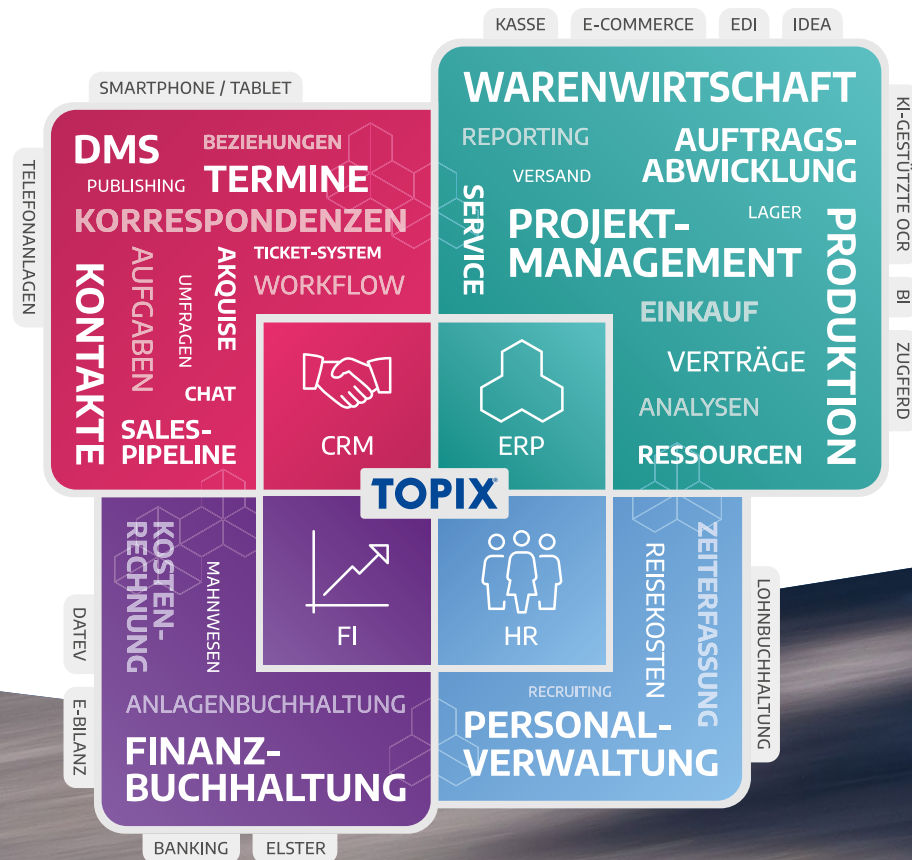 KASSE
E-COMMERCE
EDI
IDEA
SMARTPHONE / TABLET
TELEFONANLAGEN
DMS
BEZIEHUNGEN
PUBLISHING
TERMINE
KORRESPONDENZEN
KONTAKTE
AUFGABEN
UMFRAGEN
AKQUISE
TICKET-SYSTEM
WORKFLOW
CHAT
SALES-
PIPELINE
CRM
WARENWIRTSCHAFT
REPORTING
AUFTRAGS-
ABWICKLUNG
VERSAND
SERVICE
LAGER
PROJEKT-
MANAGEMENT
PRODUKTION
EINKAUF
VERTRÄGE
ANALYSEN
RESSOURCEN
ERP
KI-GESTÜTZTE OCR
BI
ZUGFERD
TOPIX®
KOSTEN-
RECHNUNG
MAHNWESEN
FI
ANLAGENBUCHHALTUNG
FINANZ-
BUCHHALTUNG
DATEV
E-BILANZ
BANKING
ELSTER
HR
REISEKOSTEN
ZEITERFASSUNG
RECRUITING
PERSONAL-
VERWALTUNG
LOHNBUCHHALTUNG